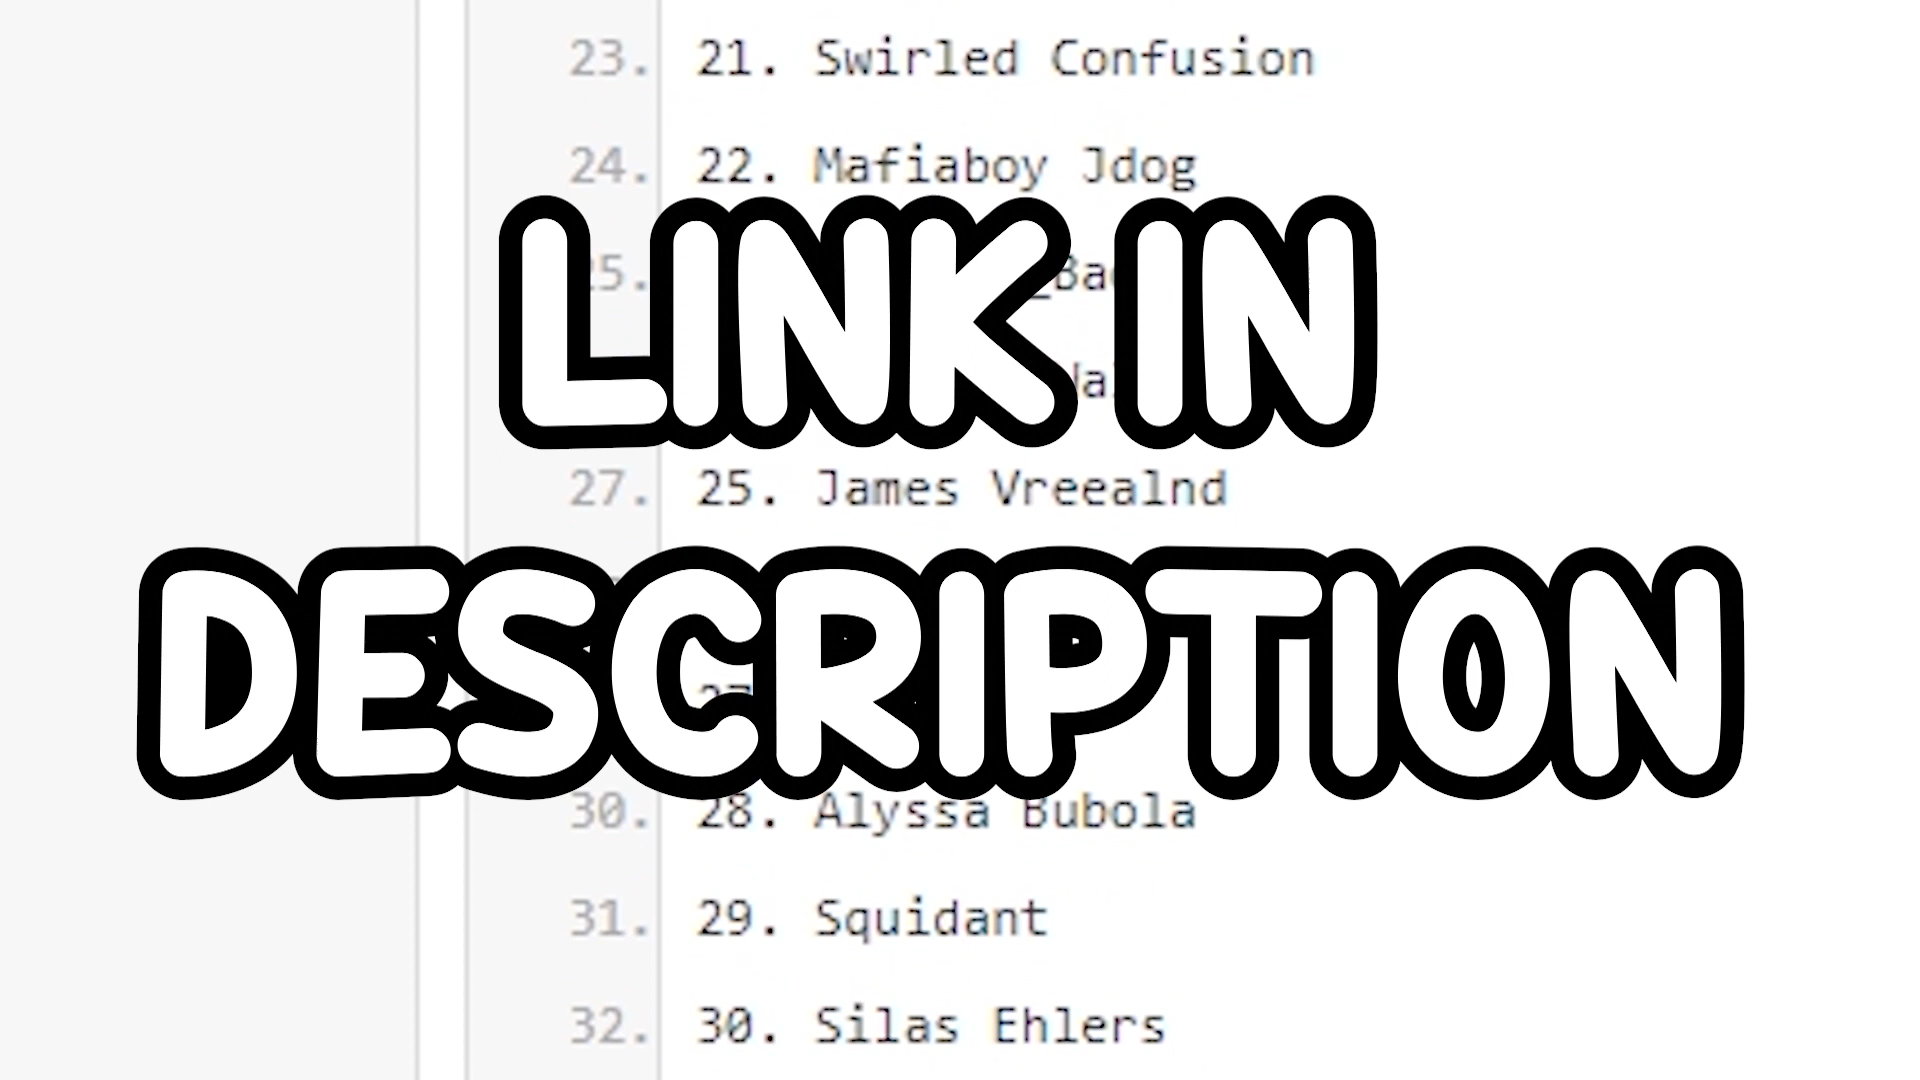 23. 21. Swirled Confusion
24. 22. Mafiaboy Jdog
LINK IN
27. 25. James Vreealnd
DESCRIPTION
30. 28. Alyssa Bubola
31. 29. Squidant
32. 30. Silas Ehlers